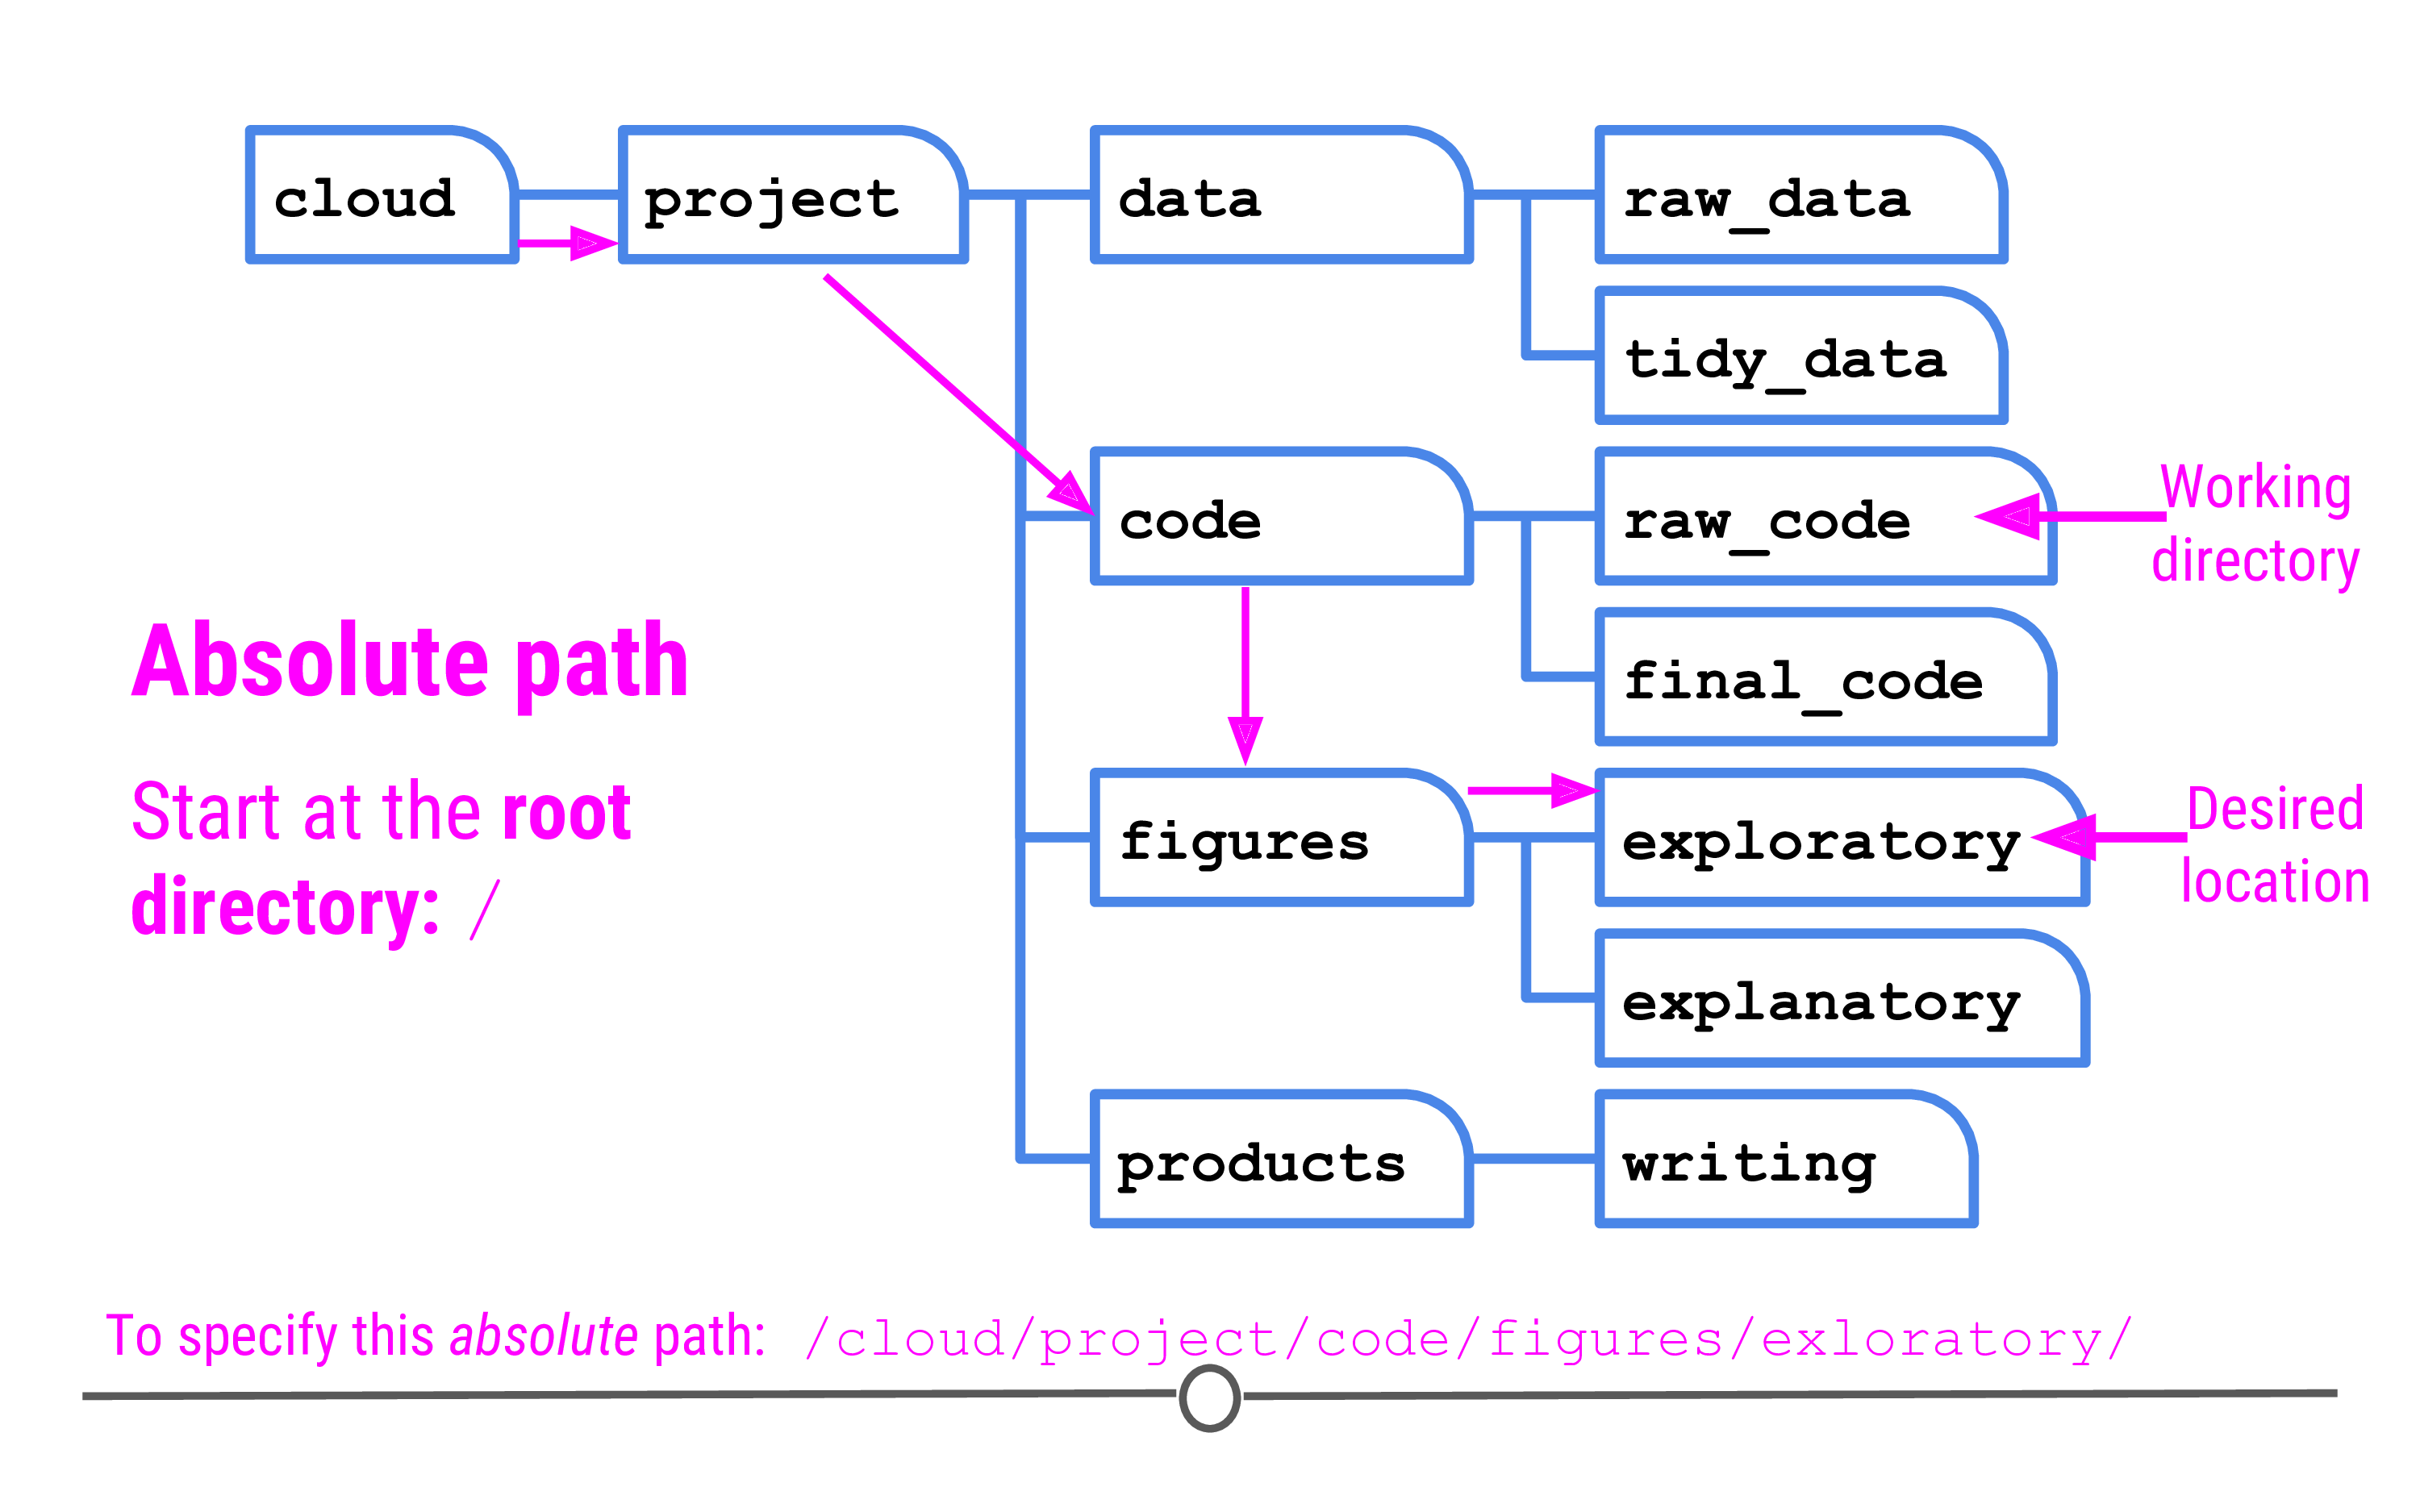 cloud
project
data
raw_data
tidy_data
code
raw_code
Working
directory
final_code
Absolute path
Start at the root
directory: /
figures
exploratory
Desired
location
explanatory
products
writing
To specify this absolute path: /cloud/project/code/figures/exloratory/